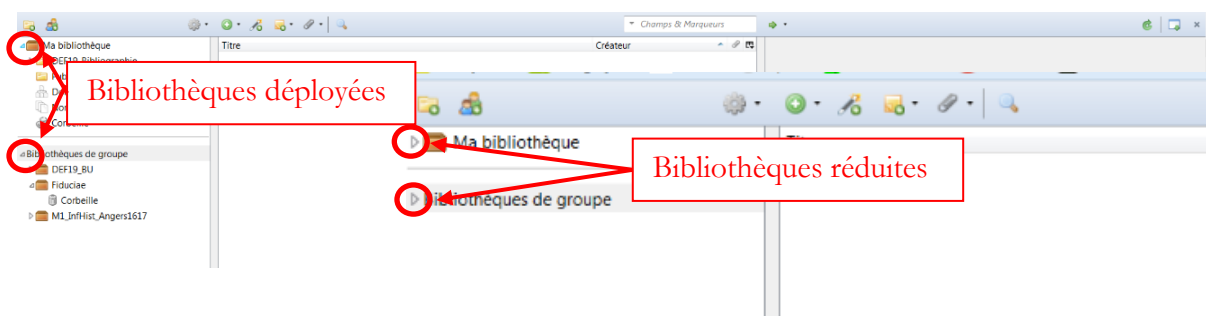 Champs & Marqueurs
Ma bibliothèque
Titre
Créateur
DEF19_Bibliographie
Bibliothèques déployées
Corbeille
Bibliothèques de groupe
DEF19_BU
Fiduciae
Corbeille
M1_InfHist_Angers1617
Ma bibliothèque
Bibliothèques réduites
Bibliothèques de groupe